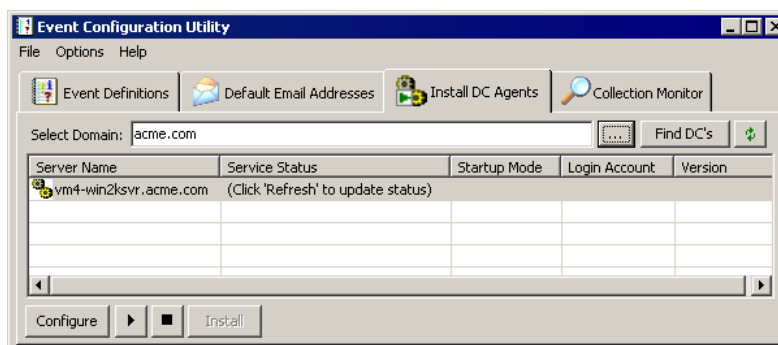 Event Configuration Utility
File Options Help
Event Definitions Default Email Addresses Install DC Agents Collection Monitor
Select Domain: acme.com ... Find DC's
Server Name Service Status Startup Mode Login Account Version
vm4-win2ksvr.acme.com (Click 'Refresh' to update status)
Configure Install